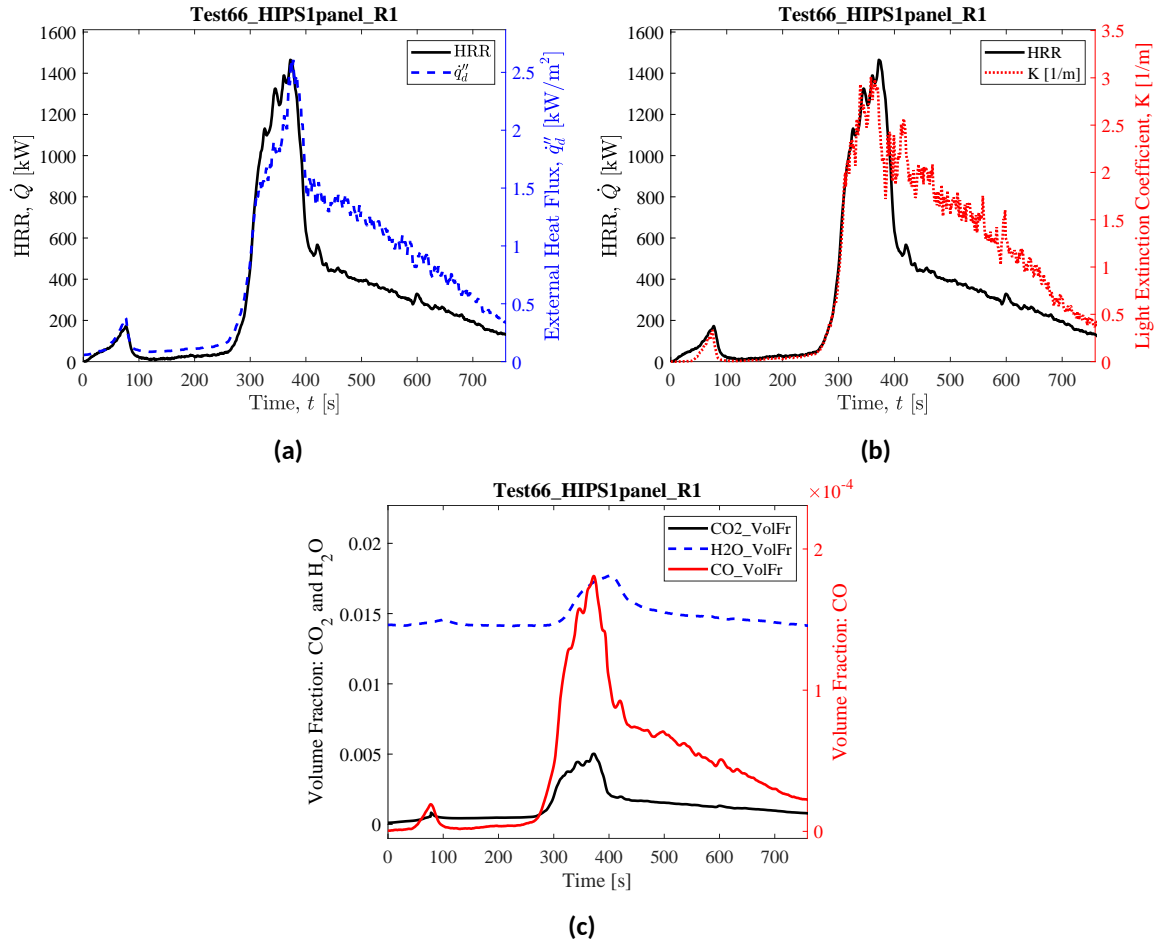 Test66_HIPS1panel_R1
HRR
q̇″d
HRR, Q̇ [kW]
1600
1400
1200
1000
800
600
400
200
0
External Heat Flux, q̇″d [kW/m²]
2.5
2
1.5
1
0.5
0
0 100 200 300 400 500 600 700
Time, t [s]
(a)
Test66_HIPS1panel_R1
HRR
K [1/m]
HRR, Q̇ [kW]
1600
1400
1200
1000
800
600
400
200
0
Light Extinction Coefficient, K [1/m]
3.5
3
2.5
2
1.5
1
0.5
0
0 100 200 300 400 500 600 700
Time, t [s]
(b)
Test66_HIPS1panel_R1
×10⁻⁴
CO2_VolFr
H2O_VolFr
CO_VolFr
Volume Fraction: CO₂ and H₂O
0.02
0.015
0.01
0.005
0
Volume Fraction: CO
2
1
0
0 100 200 300 400 500 600 700
Time [s]
(c)